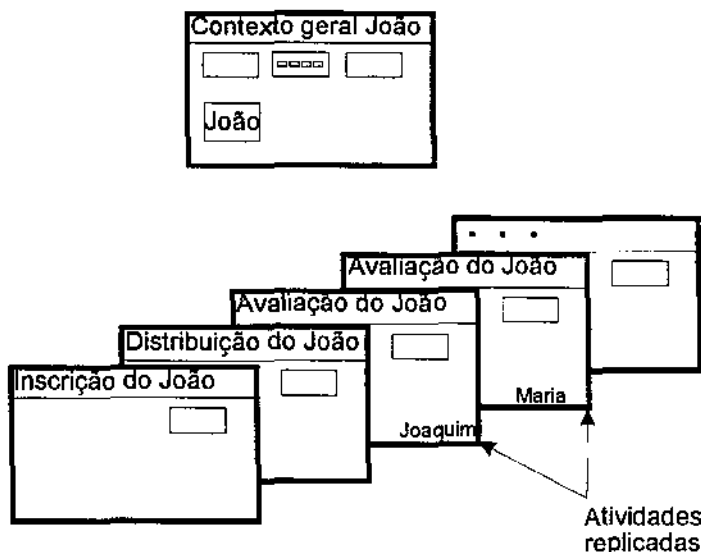 Contexto geral João
João
Avaliação do João
Avaliação do João
Distribuição do João
Inscrição do João
Maria
Joaquim
Atividades
replicadas